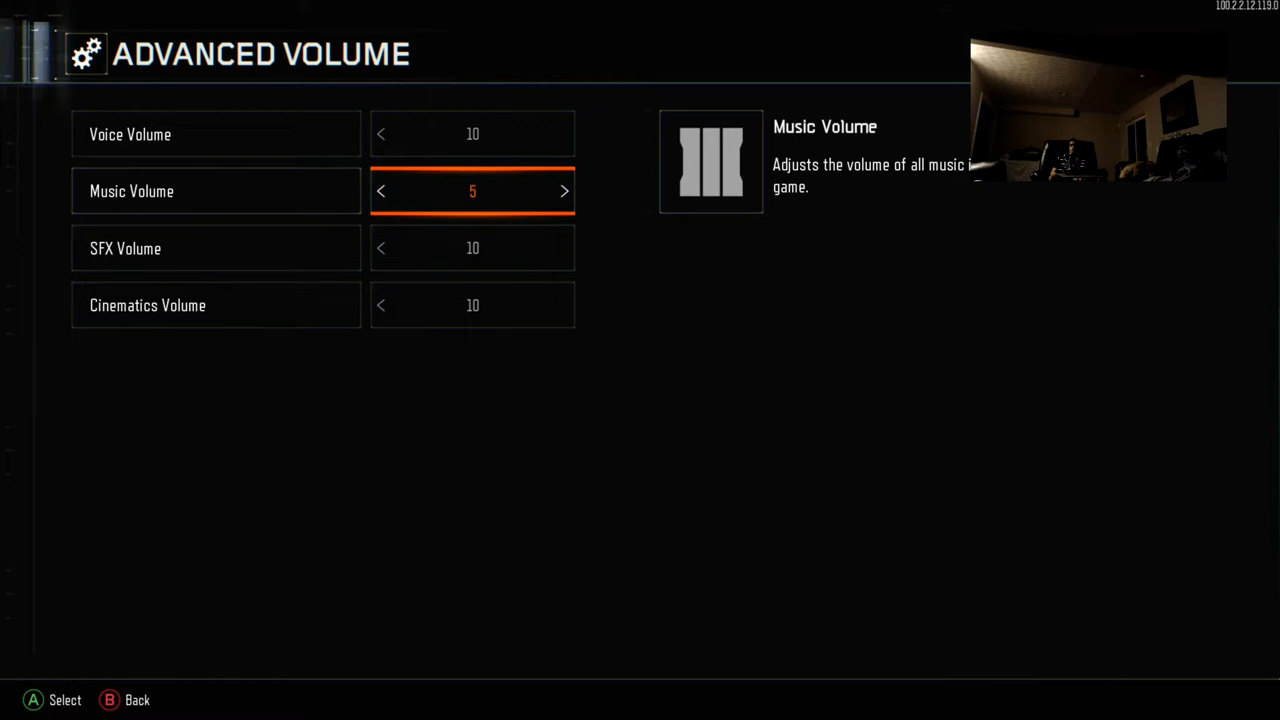 100.2.2.12.119.0
ADVANCED VOLUME
Voice Volume < 10
Music Volume < 5 >
SFX Volume < 10
Cinematics Volume < 10
Music Volume
Adjusts the volume of all music
game.
A Select B Back